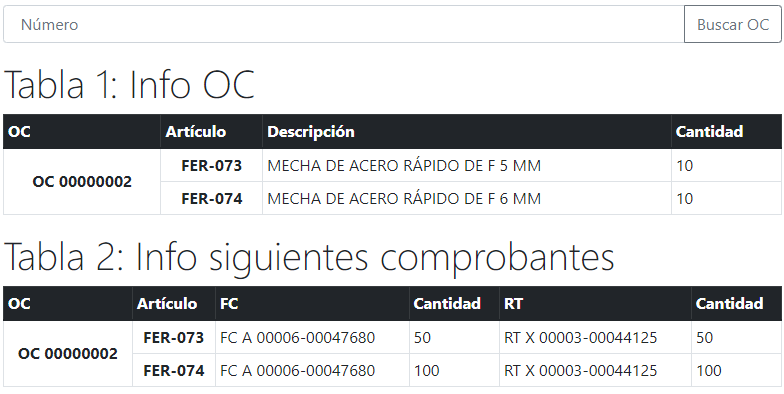 Número Buscar OC
Tabla 1: Info OC
OC Artículo Descripción Cantidad
OC 00000002 FER-073 MECHA DE ACERO RÁPIDO DE F 5 MM 10
FER-074 MECHA DE ACERO RÁPIDO DE F 6 MM 10
Tabla 2: Info siguientes comprobantes
OC Artículo FC Cantidad RT Cantidad
OC 00000002 FER-073 FC A 00006-00047680 50 RT X 00003-00044125 50
FER-074 FC A 00006-00047680 100 RT X 00003-00044125 100